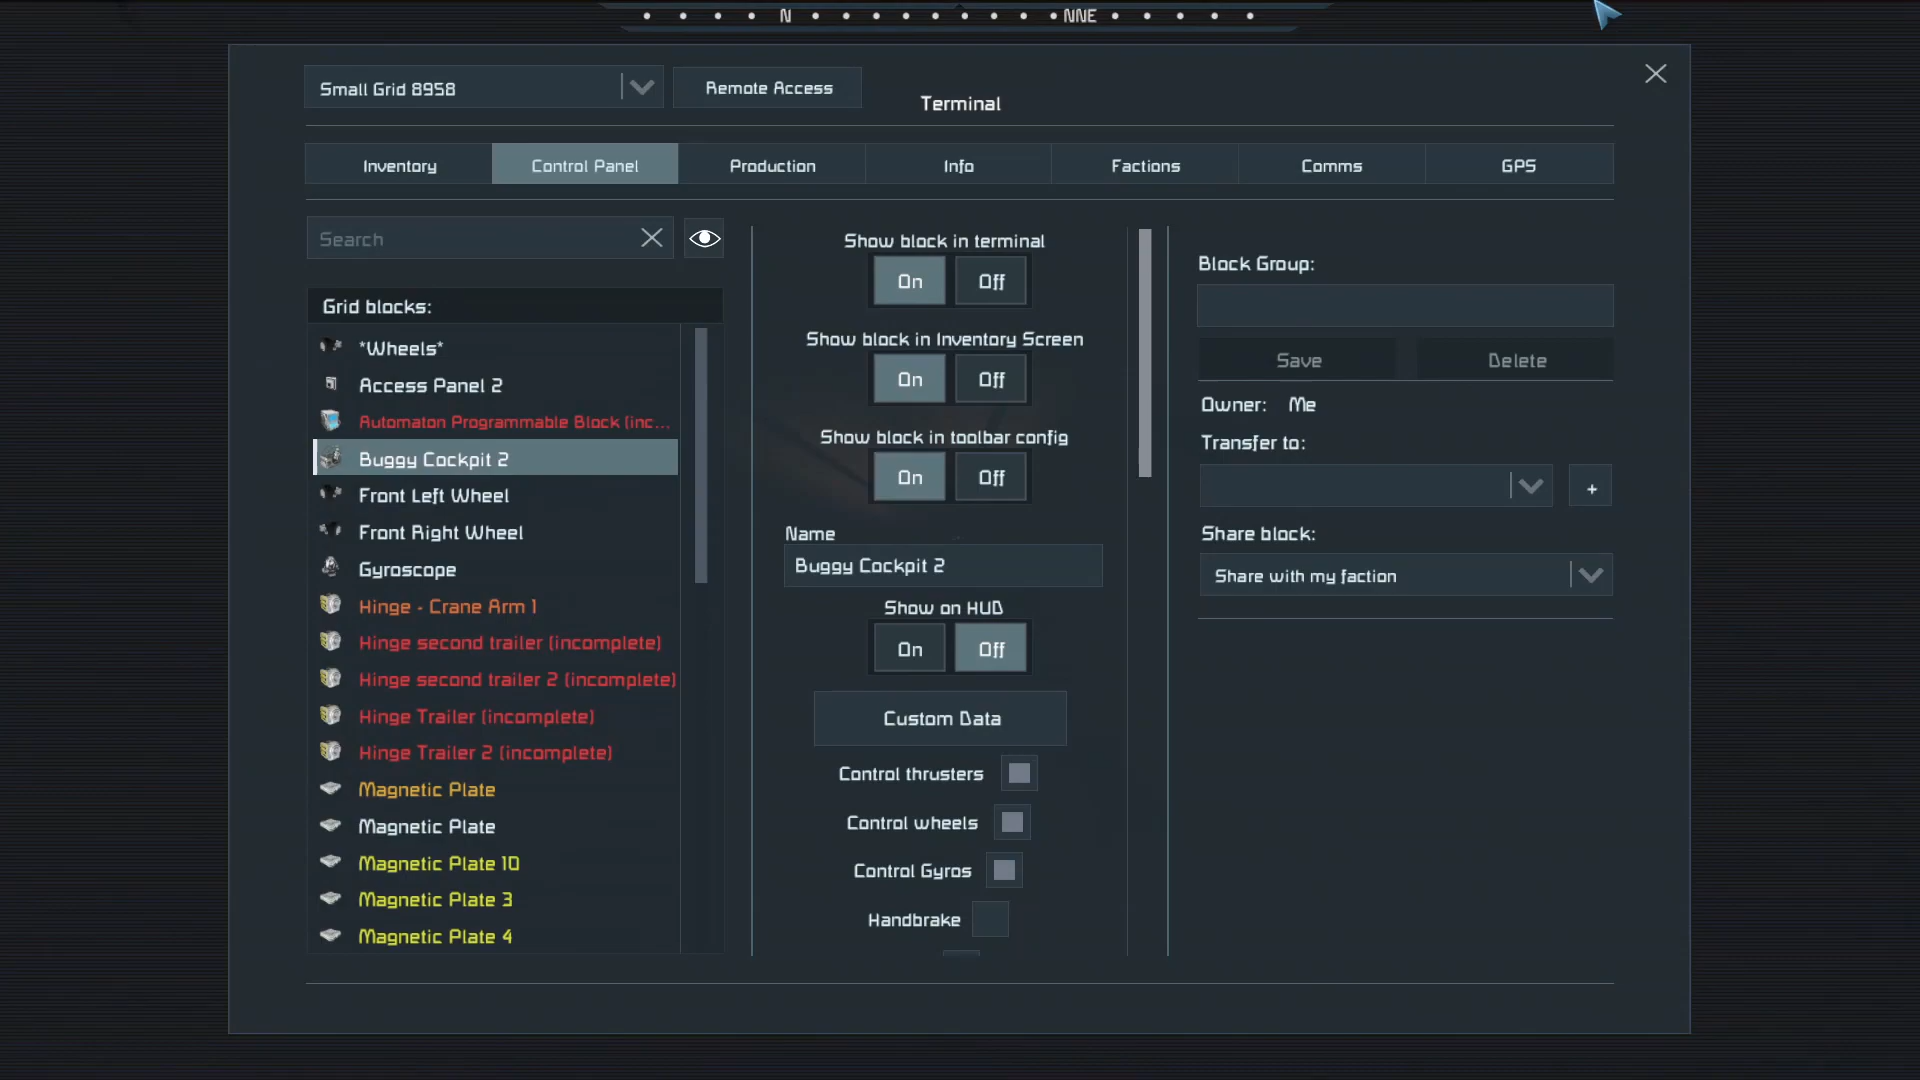 N NNE
Small Grid 8958
Remote Access
Terminal
Inventory
Control Panel
Production
Info
Factions
Comms
GPS
Search
Grid blocks:
*Wheels*
Access Panel 2
Automaton Programmable Block (inc...
Buggy Cockpit 2
Front Left Wheel
Front Right Wheel
Gyroscope
Hinge - Crane Arm 1
Hinge second trailer (incomplete)
Hinge second trailer 2 (incomplete)
Hinge Trailer (incomplete)
Hinge Trailer 2 (incomplete)
Magnetic Plate
Magnetic Plate
Magnetic Plate 10
Magnetic Plate 3
Magnetic Plate 4
Show block in terminal
On Off
Show block in Inventory Screen
On Off
Show block in toolbar config
On Off
Name
Buggy Cockpit 2
Show on HUD
On Off
Custom Data
Control thrusters
Control wheels
Control Gyros
Handbrake
Block Group:
Save Delete
Owner: Me
Transfer to:
+
Share block:
Share with my faction